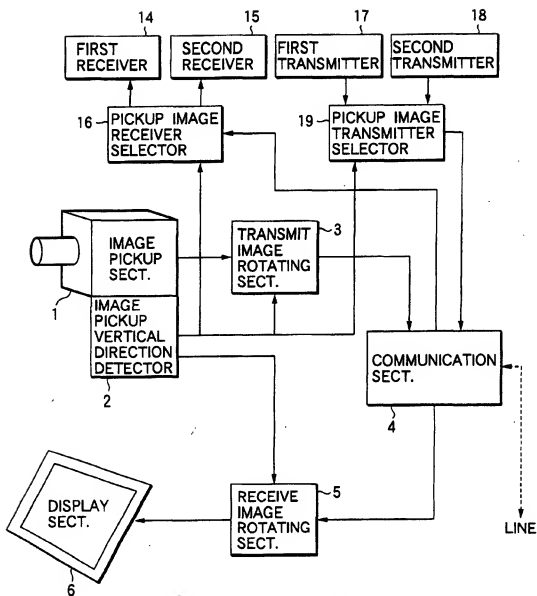 14
15
17
18
FIRST
RECEIVER
SECOND
RECEIVER
FIRST
TRANSMITTER
SECOND
TRANSMITTER
16
PICKUP IMAGE
RECEIVER
SELECTOR
19
PICKUP IMAGE
TRANSMITTER
SELECTOR
3
IMAGE
PICKUP
SECT.
TRANSMIT
IMAGE
ROTATING
SECT.
1
IMAGE
PICKUP
VERTICAL
DIRECTION
DETECTOR
2
COMMUNICATION
SECT.
4
5
DISPLAY
SECT.
RECEIVE
IMAGE
ROTATING
SECT.
LINE
6